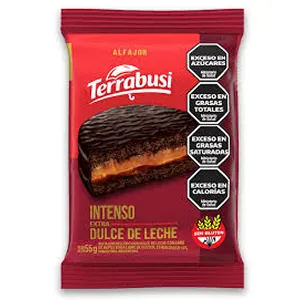 ALFAJOR
Terrabusi
EXCESO EN
AZÚCARES
Ministerio
de Salud
EXCESO EN
GRASAS
TOTALES
Ministerio
de Salud
EXCESO EN
GRASAS
SATURADAS
Ministerio
de Salud
EXCESO EN
CALORÍAS
Ministerio
de Salud
INTENSO
EXTRA
DULCE DE LECHE
55g
SIN GLUTEN